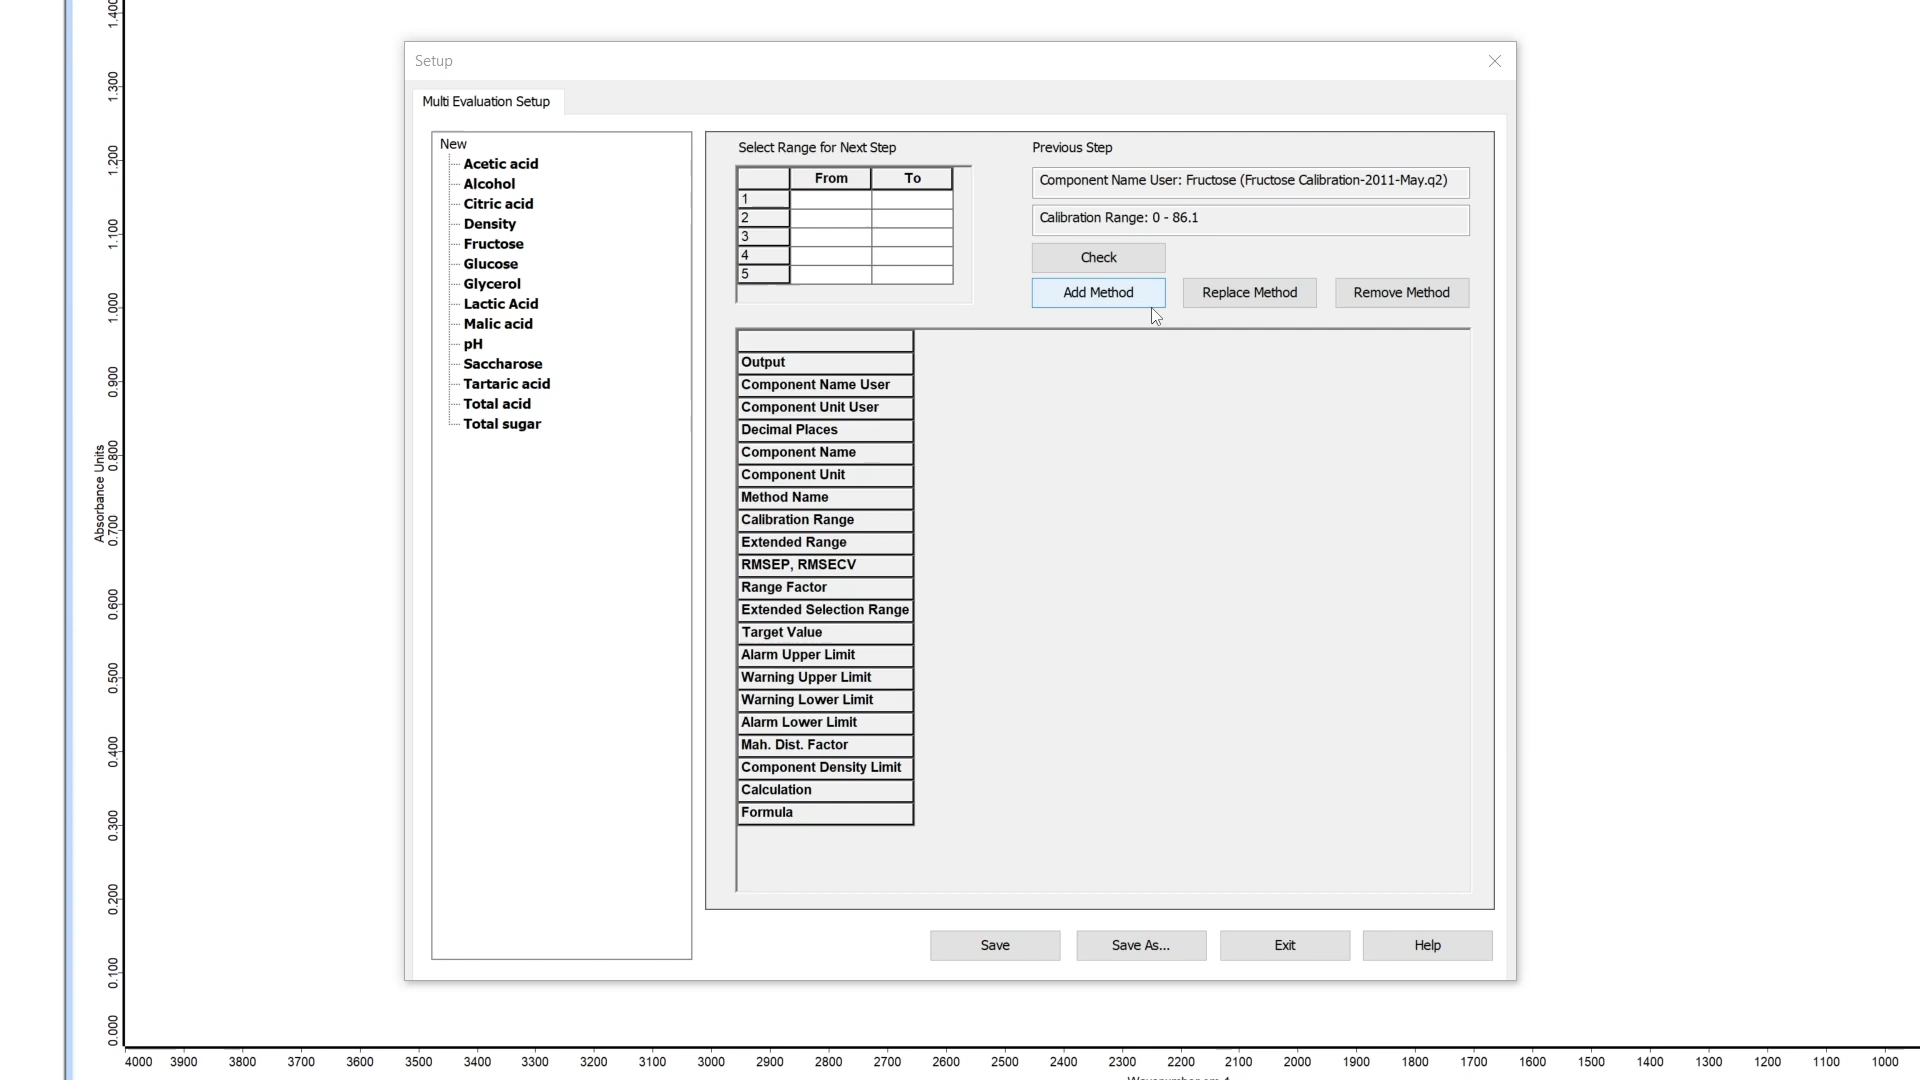 Setup
Multi Evaluation Setup
New
Acetic acid
Alcohol
Citric acid
Density
Fructose
Glucose
Glycerol
Lactic Acid
Malic acid
pH
Saccharose
Tartaric acid
Total acid
Total sugar
Select Range for Next Step
From To
1
2
3
4
5
Previous Step
Component Name User: Fructose (Fructose Calibration-2011-May.q2)
Calibration Range: 0 - 86.1
Check
Add Method Replace Method Remove Method
Output
Component Name User
Component Unit User
Decimal Places
Component Name
Component Unit
Method Name
Calibration Range
Extended Range
RMSEP, RMSECV
Range Factor
Extended Selection Range
Target Value
Alarm Upper Limit
Warning Upper Limit
Warning Lower Limit
Alarm Lower Limit
Mah. Dist. Factor
Component Density Limit
Calculation
Formula
Save Save As... Exit Help
Absorbance Units
1.400
1.300
1.200
1.100
1.000
0.900
0.800
0.700
0.600
0.500
0.400
0.300
0.200
0.100
0.000
4000 3900 3800 3700 3600 3500 3400 3300 3200 3100 3000 2900 2800 2700 2600 2500 2400 2300 2200 2100 2000 1900 1800 1700 1600 1500 1400 1300 1200 1100 1000